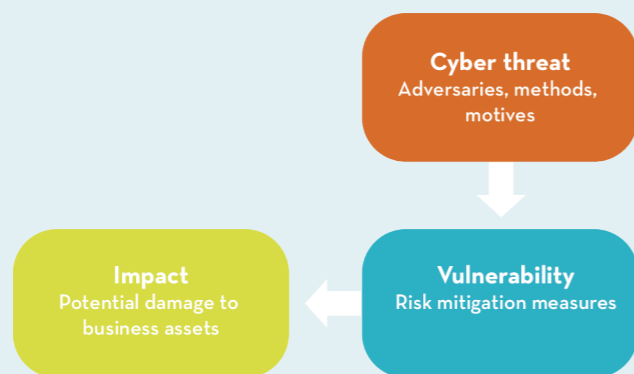 Cyber threat
Adversaries, methods,
motives
Impact
Potential damage to
business assets
Vulnerability
Risk mitigation measures